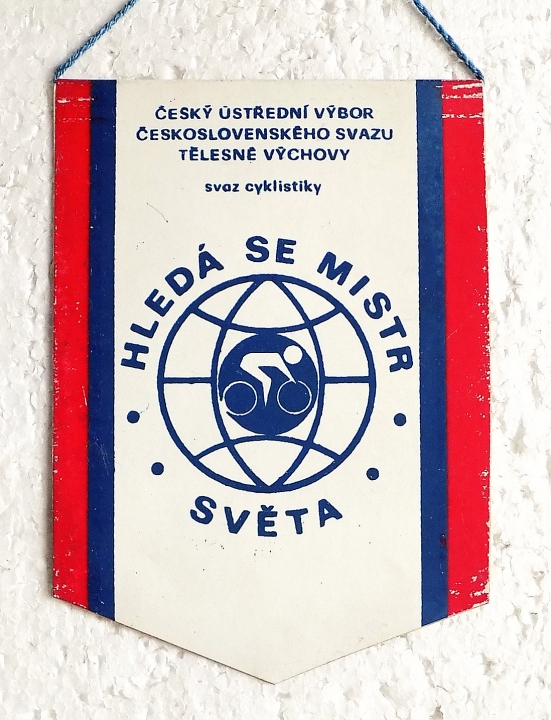 ČESKÝ ÚSTŘEDNÍ VÝBOR
ČESKOSLOVENSKÉHO SVAZU
TĚLESNÉ VÝCHOVY
svaz cyklistiky
HLEDÁ SE MISTR
SVĚTA